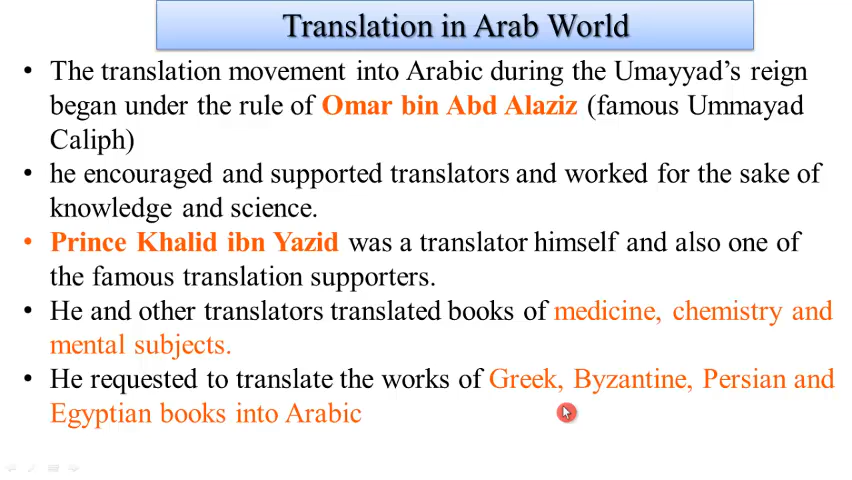 Translation in Arab World
• The translation movement into Arabic during the Umayyad’s reign
began under the rule of Omar bin Abd Alaziz (famous Ummayad
Caliph)
• he encouraged and supported translators and worked for the sake of
knowledge and science.
• Prince Khalid ibn Yazid was a translator himself and also one of
the famous translation supporters.
• He and other translators translated books of medicine, chemistry and
mental subjects.
• He requested to translate the works of Greek, Byzantine, Persian and
Egyptian books into Arabic